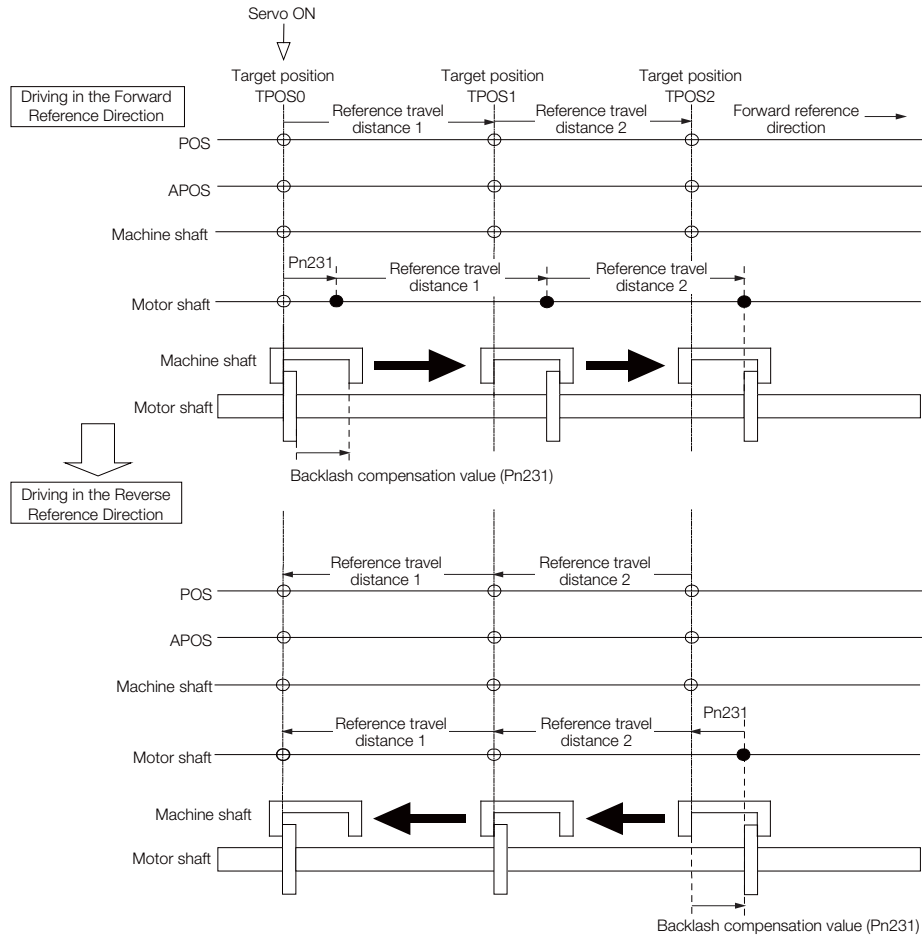 Servo ON
Target position
TPOS0
Target position
TPOS1
Target position
TPOS2
Driving in the Forward
Reference Direction
Reference travel
distance 1
Reference travel
distance 2
Forward reference
direction
POS
APOS
Machine shaft
Pn231
Reference travel
distance 1
Reference travel
distance 2
Motor shaft
Machine shaft
Motor shaft
Backlash compensation value (Pn231)
Driving in the Reverse
Reference Direction
Reference travel
distance 1
Reference travel
distance 2
POS
APOS
Machine shaft
Reference travel
distance 1
Reference travel
distance 2
Pn231
Motor shaft
Machine shaft
Motor shaft
Backlash compensation value (Pn231)